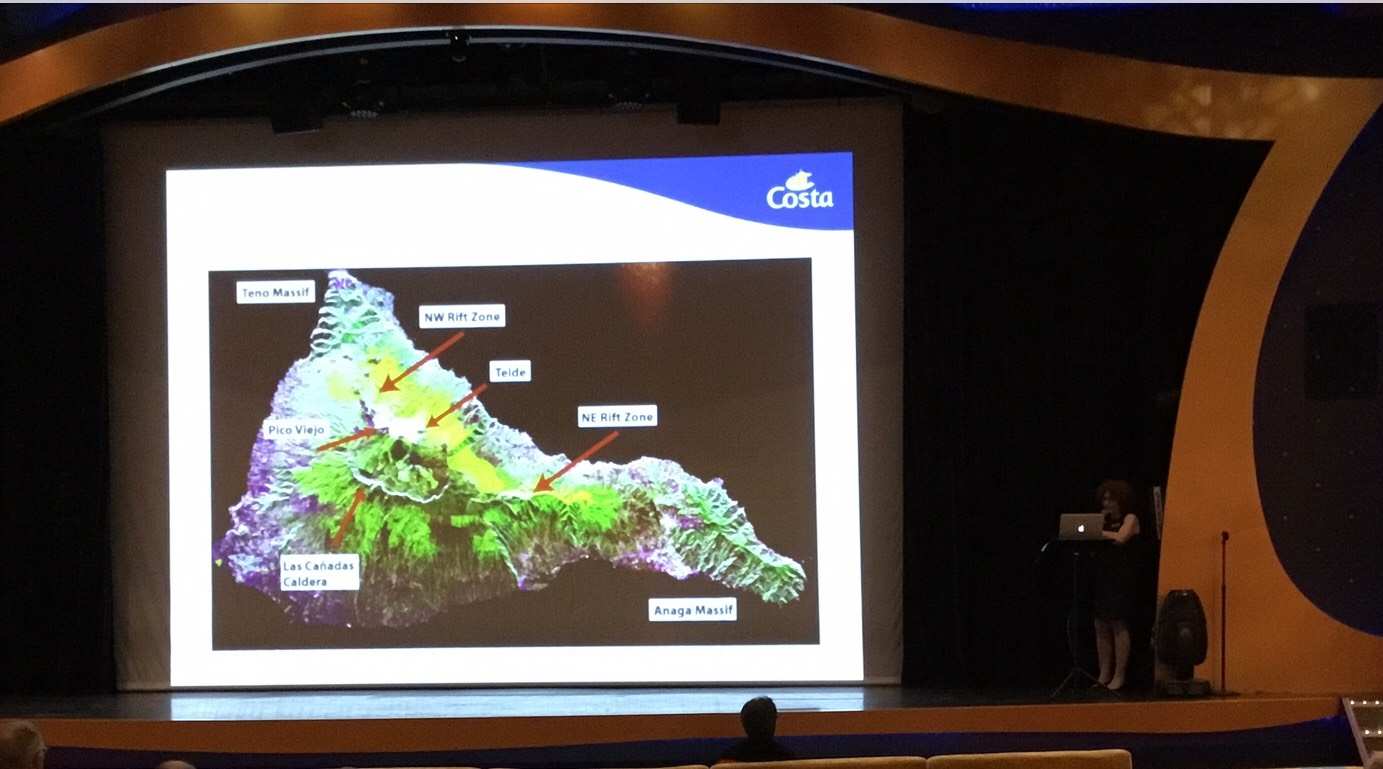 Costa
Teno Massif
NW Rift Zone
Teide
NE Rift Zone
Pico Viejo
Las Cañadas
Caldera
Anaga Massif